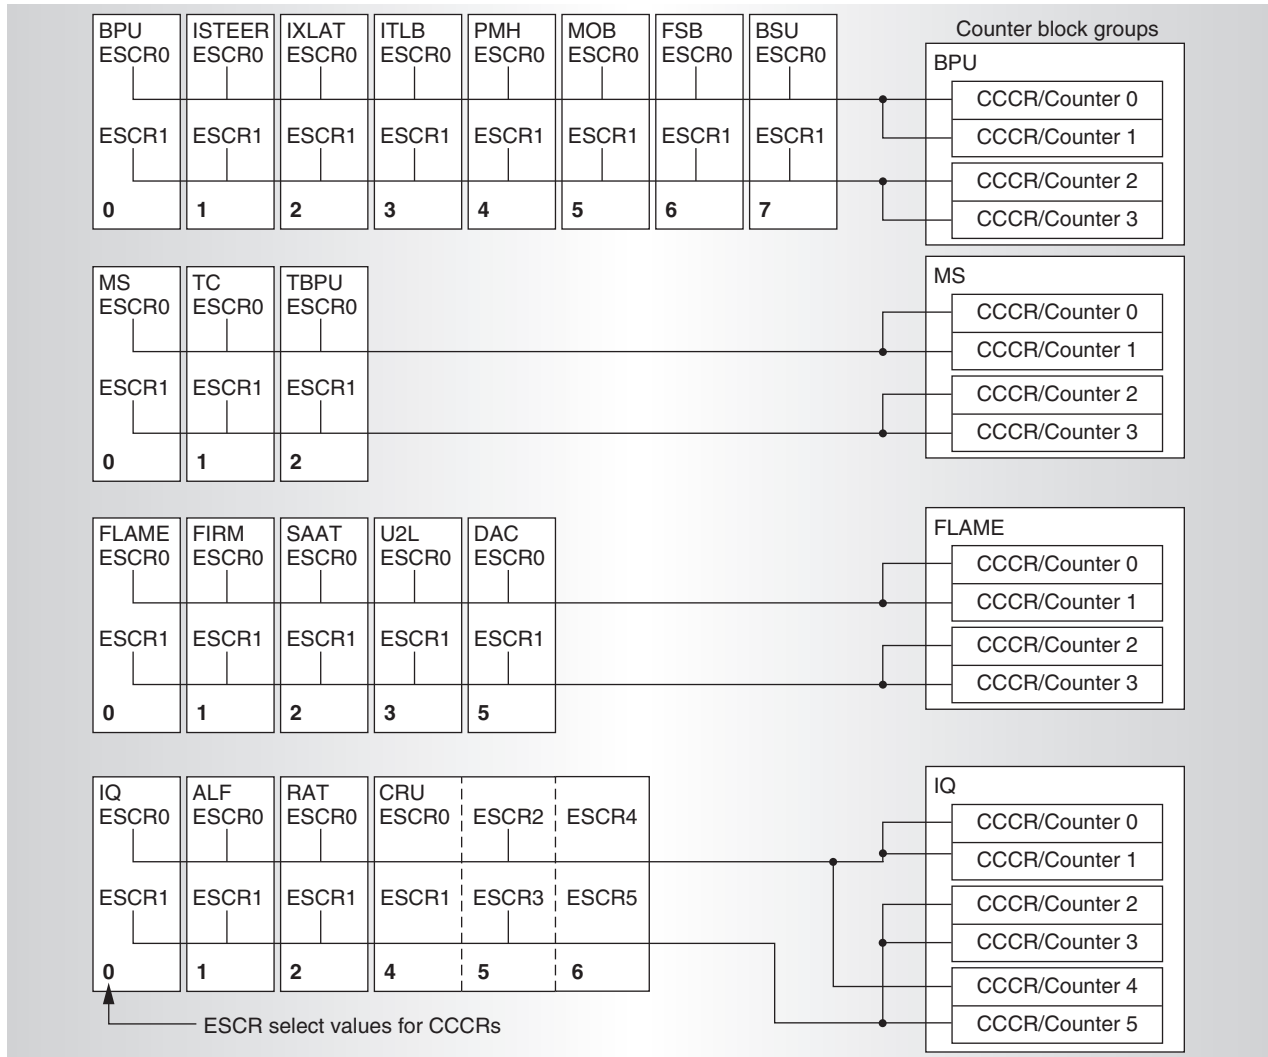 Counter block groups
BPU ISTEER IXLAT ITLB PMH MOB FSB BSU
ESCR0 ESCR0 ESCR0 ESCR0 ESCR0 ESCR0 ESCR0 ESCR0
ESCR1 ESCR1 ESCR1 ESCR1 ESCR1 ESCR1 ESCR1 ESCR1
0 1 2 3 4 5 6 7
BPU
CCCR/Counter 0
CCCR/Counter 1
CCCR/Counter 2
CCCR/Counter 3
MS TC TBPU
ESCR0 ESCR0 ESCR0
ESCR1 ESCR1 ESCR1
0 1 2
MS
CCCR/Counter 0
CCCR/Counter 1
CCCR/Counter 2
CCCR/Counter 3
FLAME FIRM SAAT U2L DAC
ESCR0 ESCR0 ESCR0 ESCR0 ESCR0
ESCR1 ESCR1 ESCR1 ESCR1 ESCR1
0 1 2 3 5
FLAME
CCCR/Counter 0
CCCR/Counter 1
CCCR/Counter 2
CCCR/Counter 3
IQ ALF RAT CRU
ESCR0 ESCR0 ESCR0 ESCR0 ESCR2 ESCR4
ESCR1 ESCR1 ESCR1 ESCR1 ESCR3 ESCR5
0 1 2 4 5 6
IQ
CCCR/Counter 0
CCCR/Counter 1
CCCR/Counter 2
CCCR/Counter 3
CCCR/Counter 4
CCCR/Counter 5
ESCR select values for CCCRs